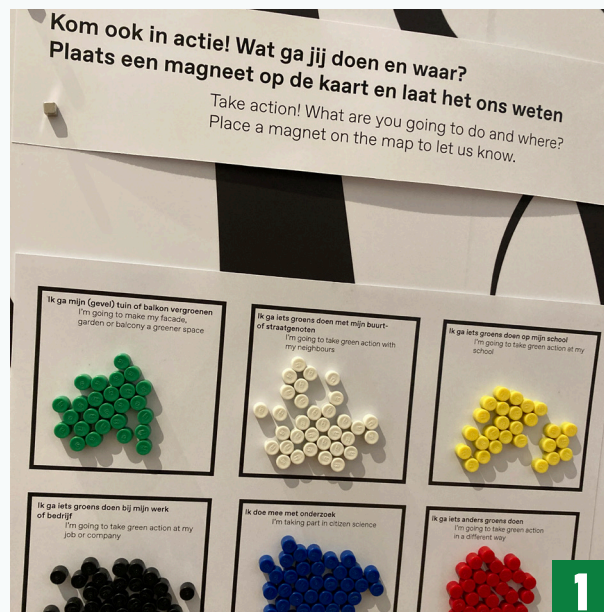 Kom ook in actie! Wat ga jij doen en waar?
Plaats een magneet op de kaart en laat het ons weten
Take action! What are you going to do and where?
Place a magnet on the map to let us know.
Ik ga mijn (gevel) tuin of balkon vergroenen
I'm going to make my facade,
garden or balcony a greener space
Ik ga iets groens doen met mijn buurt-
of straatgenoten
I'm going to take green action with
my neighbours
Ik ga iets groens doen op mijn school
I'm going to take green action at my
school
Ik ga iets groens doen bij mijn werk
of bedrijf
I'm going to take green action at my
job or company
Ik doe mee met onderzoek
I'm taking part in citizen science
Ik ga iets anders groens doen
I'm going to take green action
in a different way
1